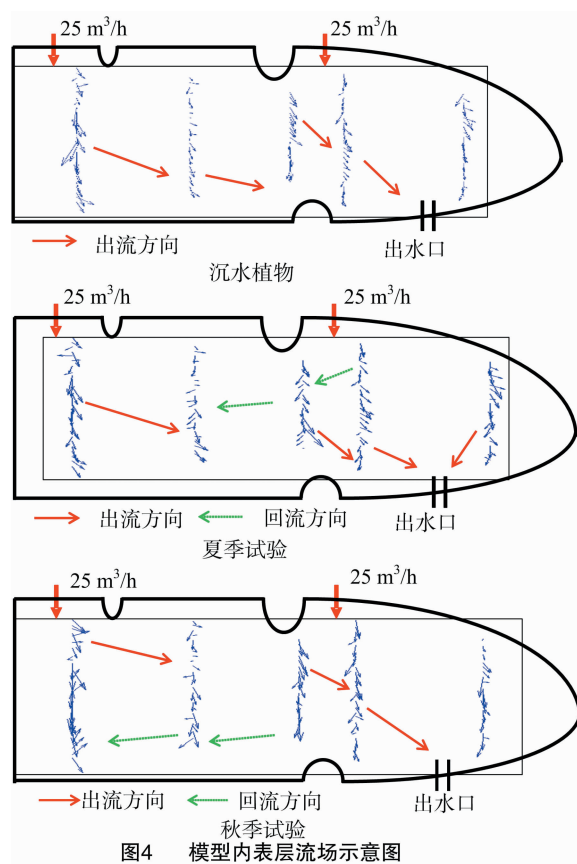 25 m³/h 25 m³/h
出流方向 出水口
沉水植物
25 m³/h 25 m³/h
出流方向 回流方向 出水口
夏季试验
25 m³/h 25 m³/h
出流方向 回流方向 出水口
秋季试验
图4 模型内表层流场示意图